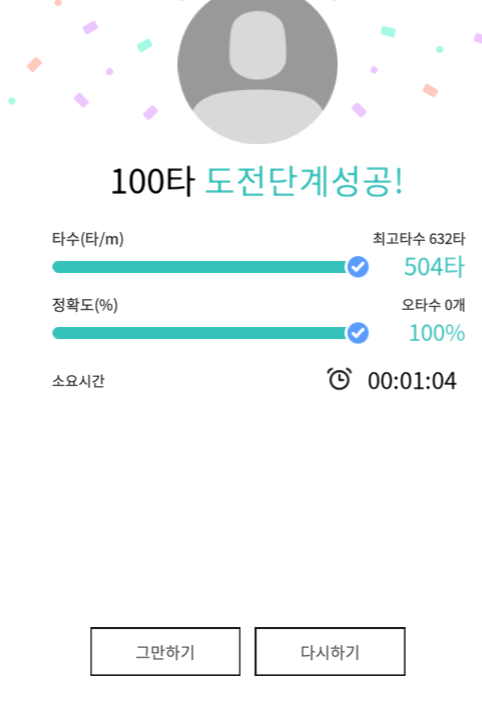 100타 도전단계성공!
타수(타/m) 최고타수 632타
504타
정확도(%) 오타수 0개
100%
소요시간 00:01:04
그만하기 다시하기